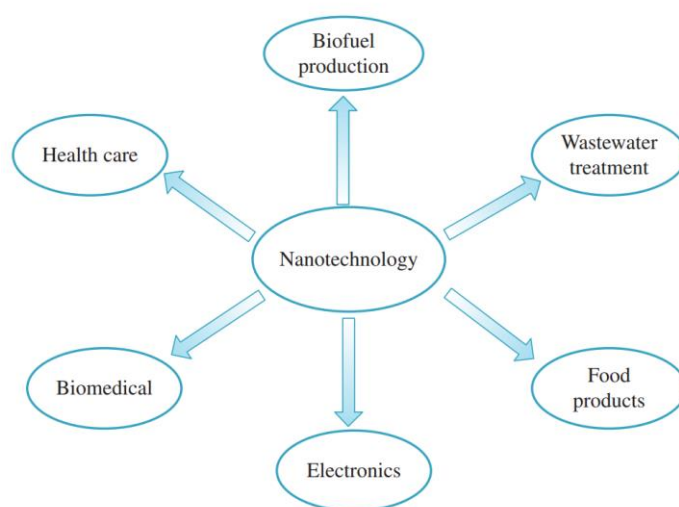 Biofuel
production
Health care
Wastewater
treatment
Nanotechnology
Biomedical
Food
products
Electronics